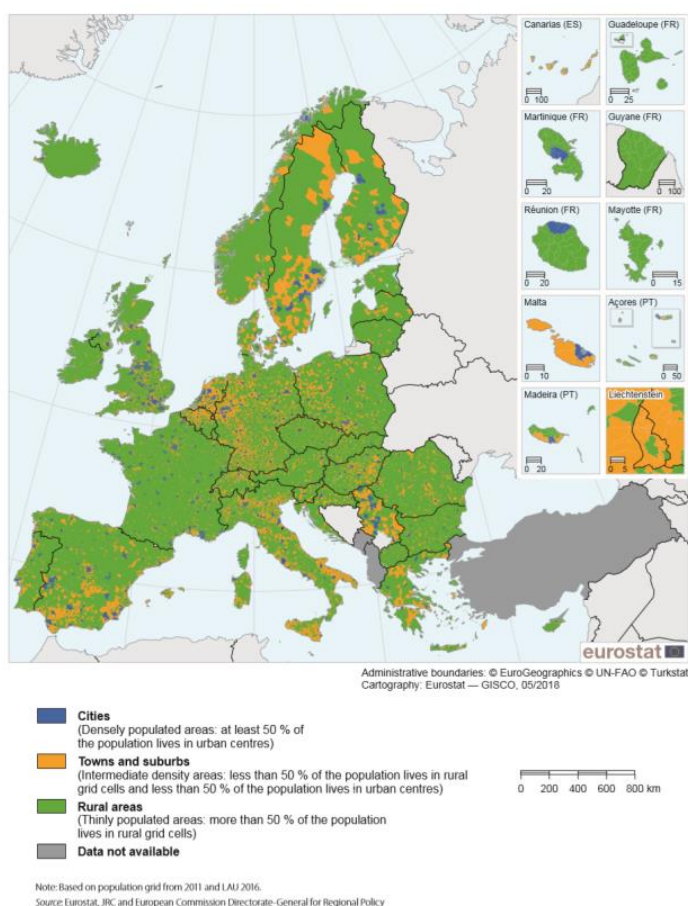 Canarias (ES)
0 100
Guadeloupe (FR)
0 25
Martinique (FR)
0 20
Guyane (FR)
0 100
Réunion (FR)
0 20
Mayotte (FR)
0 15
Malta
0 10
Açores (PT)
0 50
Madeira (PT)
0 20
Liechtenstein
0 5
eurostat
Administrative boundaries: © EuroGeographics © UN-FAO © Turkstat
Cartography: Eurostat — GISCO, 05/2018
Cities
(Densely populated areas: at least 50 % of
the population lives in urban centres)
Towns and suburbs
(Intermediate density areas: less than 50 % of the population lives in rural
grid cells and less than 50 % of the population lives in urban centres)
Rural areas
(Thinly populated areas: more than 50 % of the population
lives in rural grid cells)
Data not available
0 200 400 600 800 km
Note: Based on population grid from 2011 and LAU 2016.
Source: Eurostat, JRC and European Commission Directorate-General for Regional Policy